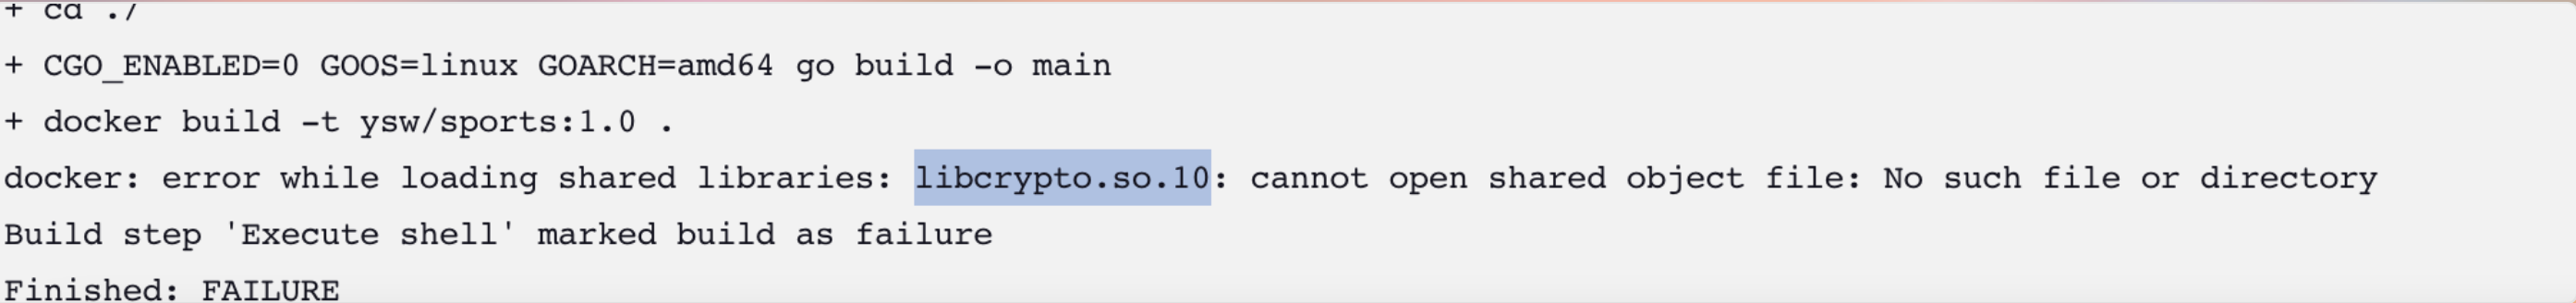 + cd ./
+ CGO_ENABLED=0 GOOS=linux GOARCH=amd64 go build -o main
+ docker build -t ysw/sports:1.0 .
docker: error while loading shared libraries: libcrypto.so.10: cannot open shared object file: No such file or directory
Build step 'Execute shell' marked build as failure
Finished: FAILURE